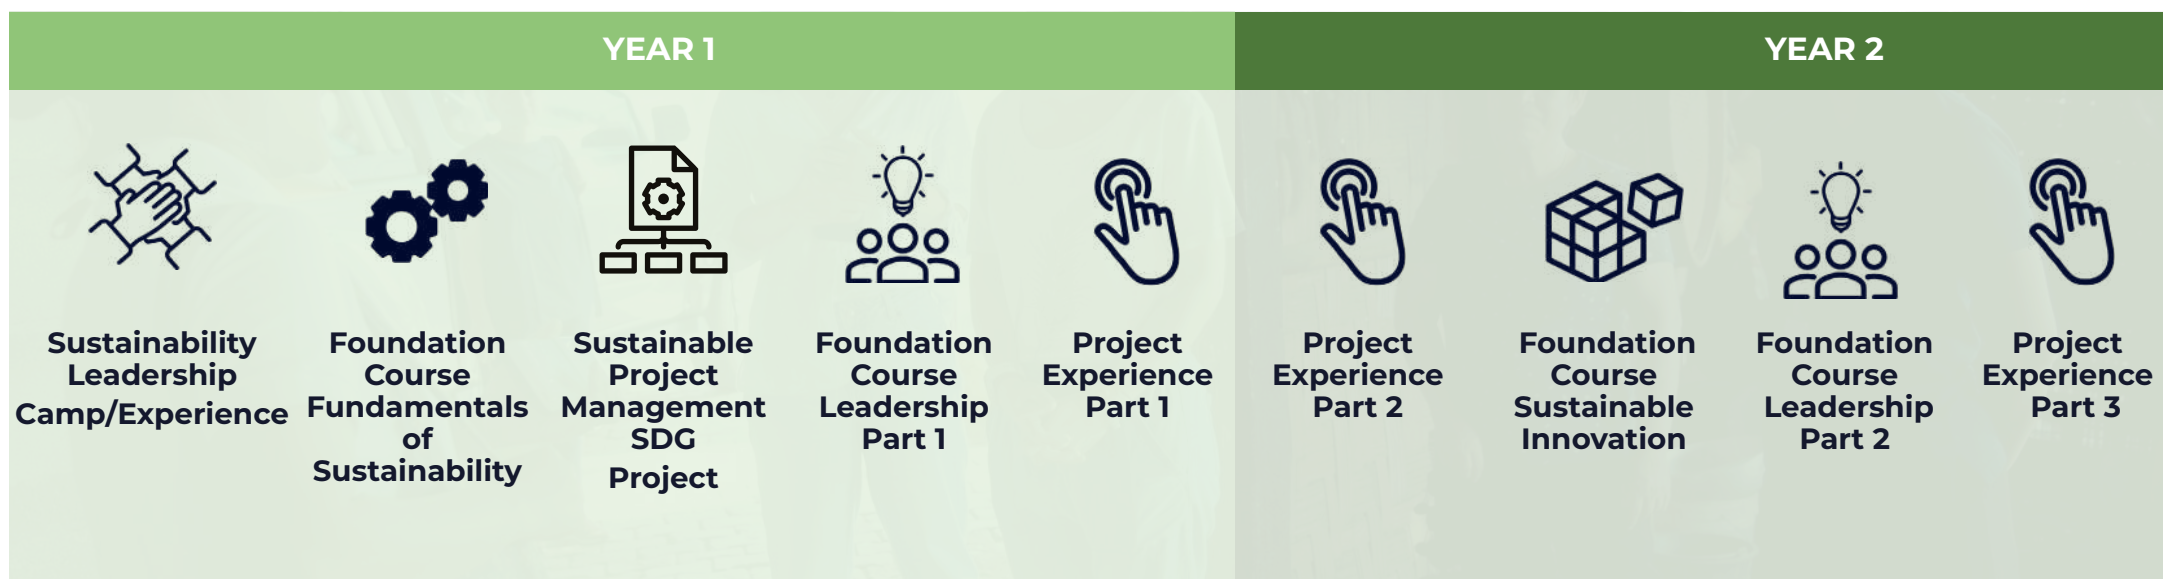 YEAR 1
YEAR 2
Sustainability
Leadership
Camp/Experience
Foundation
Course
Fundamentals
of
Sustainability
Sustainable
Project
Management
SDG
Project
Foundation
Course
Leadership
Part 1
Project
Experience
Part 1
Project
Experience
Part 2
Foundation
Course
Sustainable
Innovation
Foundation
Course
Leadership
Part 2
Project
Experience
Part 3